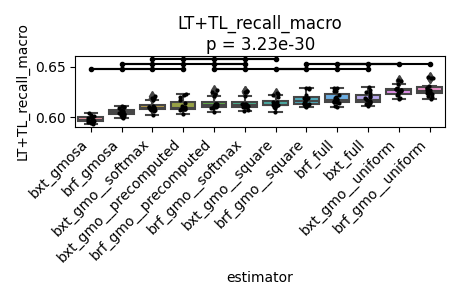 LT+TL_recall_macro
p = 3.23e-30
LT+TL_recall_macro
0.65
0.60
bxt_gmosa
brf_gmosa
bxt_gmo__softmax
bxt_gmo__precomputed
brf_gmo__precomputed
brf_gmo__softmax
bxt_gmo__square
brf_gmo__square
brf_full
bxt_full
bxt_gmo__uniform
brf_gmo__uniform
estimator